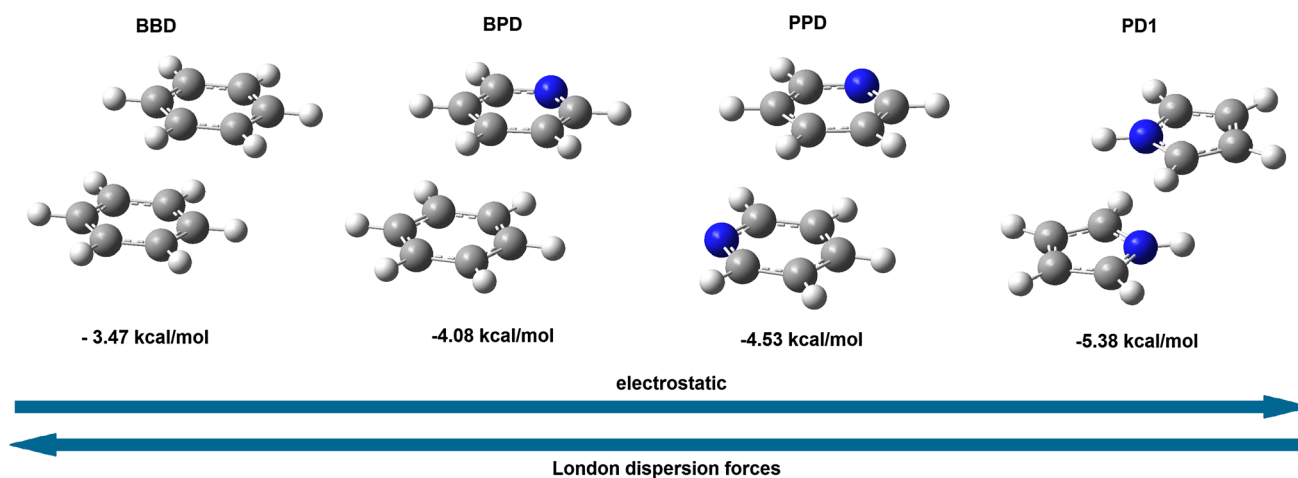 BBD BPD PPD PD1
- 3.47 kcal/mol -4.08 kcal/mol -4.53 kcal/mol -5.38 kcal/mol
electrostatic
London dispersion forces